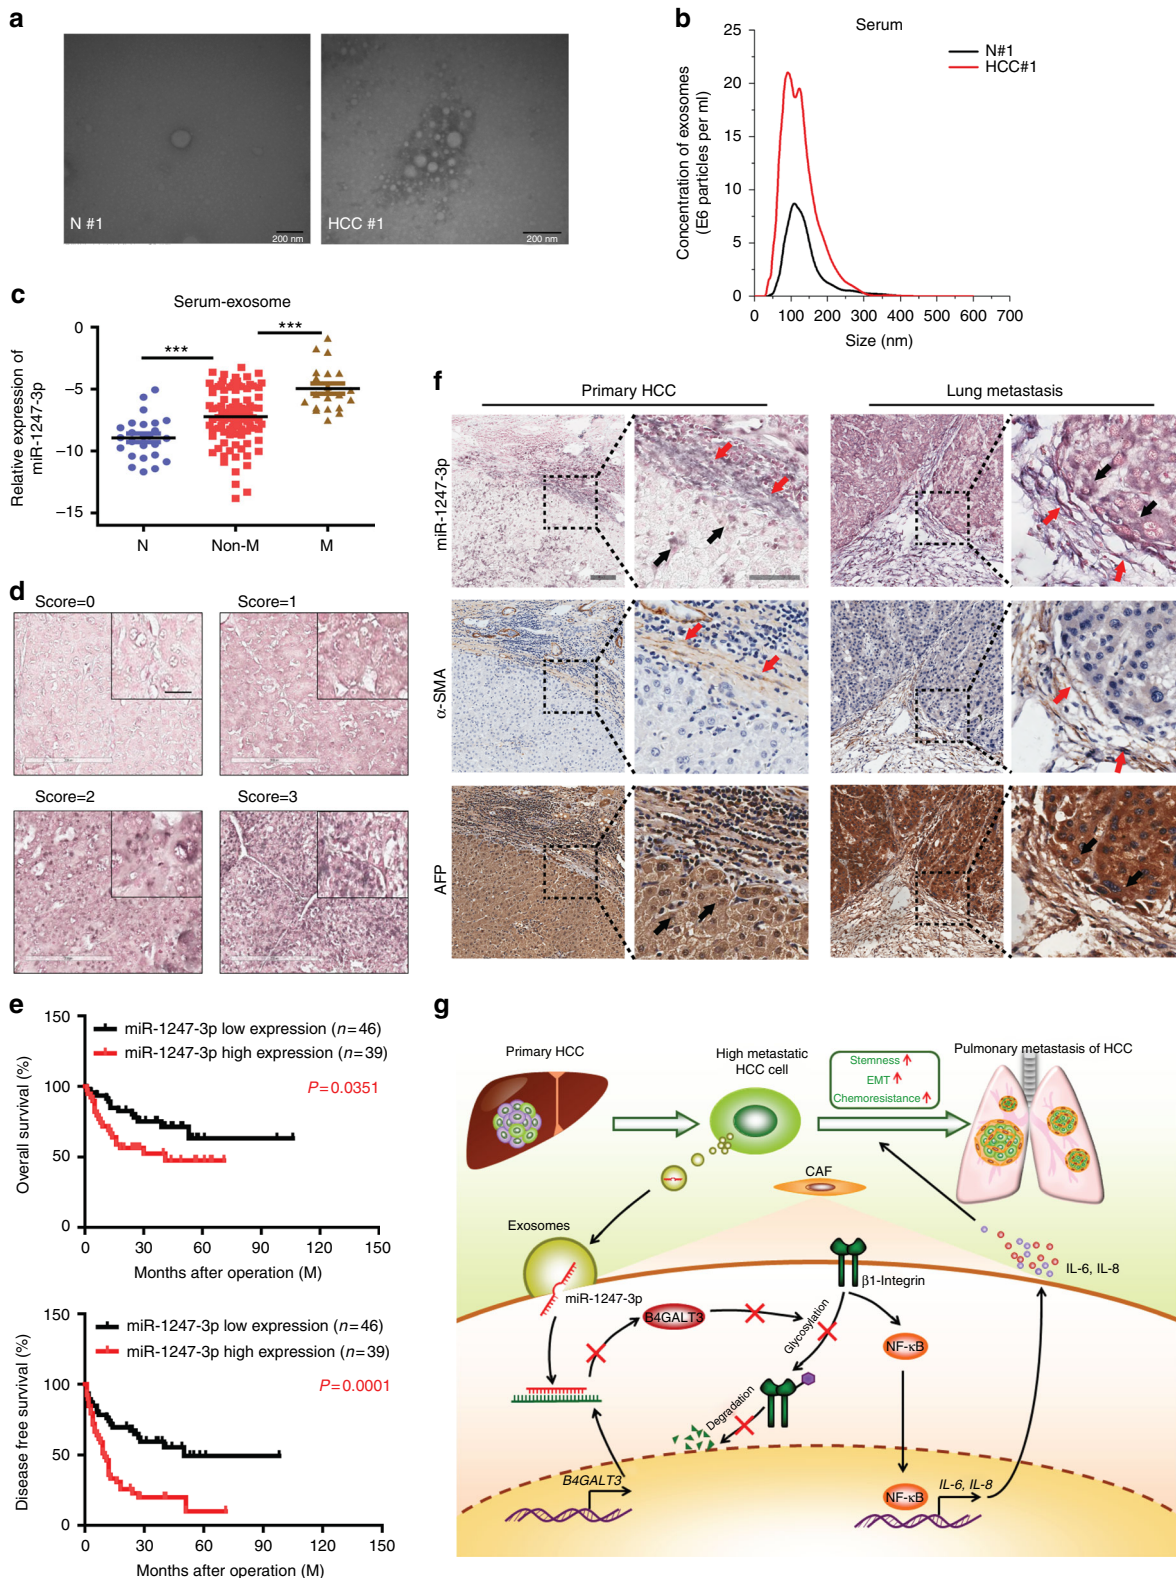 a
N #1
200 nm
HCC #1
200 nm
b
Serum
N#1
HCC#1
Concentration of exosomes
(E6 particles per ml)
25
20
15
10
5
0
0 100 200 300 400 500 600 700
Size (nm)
c
Serum-exosome
Relative expression of
miR-1247-3p
0
−5
−10
−15
***
***
N Non-M M
d
Score=0
Score=1
Score=2
Score=3
e
Overall survival (%)
150
100
50
0
miR-1247-3p low expression (n=46)
miR-1247-3p high expression (n=39)
P=0.0351
0 30 60 90 120 150
Months after operation (M)
Disease free survival (%)
150
100
50
0
miR-1247-3p low expression (n=46)
miR-1247-3p high expression (n=39)
P=0.0001
0 30 60 90 120 150
Months after operation (M)
f
Primary HCC
Lung metastasis
miR-1247-3p
α-SMA
AFP
g
Primary HCC
High metastatic
HCC cell
Stemness
EMT
Chemoresistance
Pulmonary metastasis of HCC
CAF
Exosomes
IL-6, IL-8
β1-Integrin
miR-1247-3p
B4GALT3
Glycosylation
NF-κB
Degradation
B4GALT3
NF-κB
IL-6, IL-8